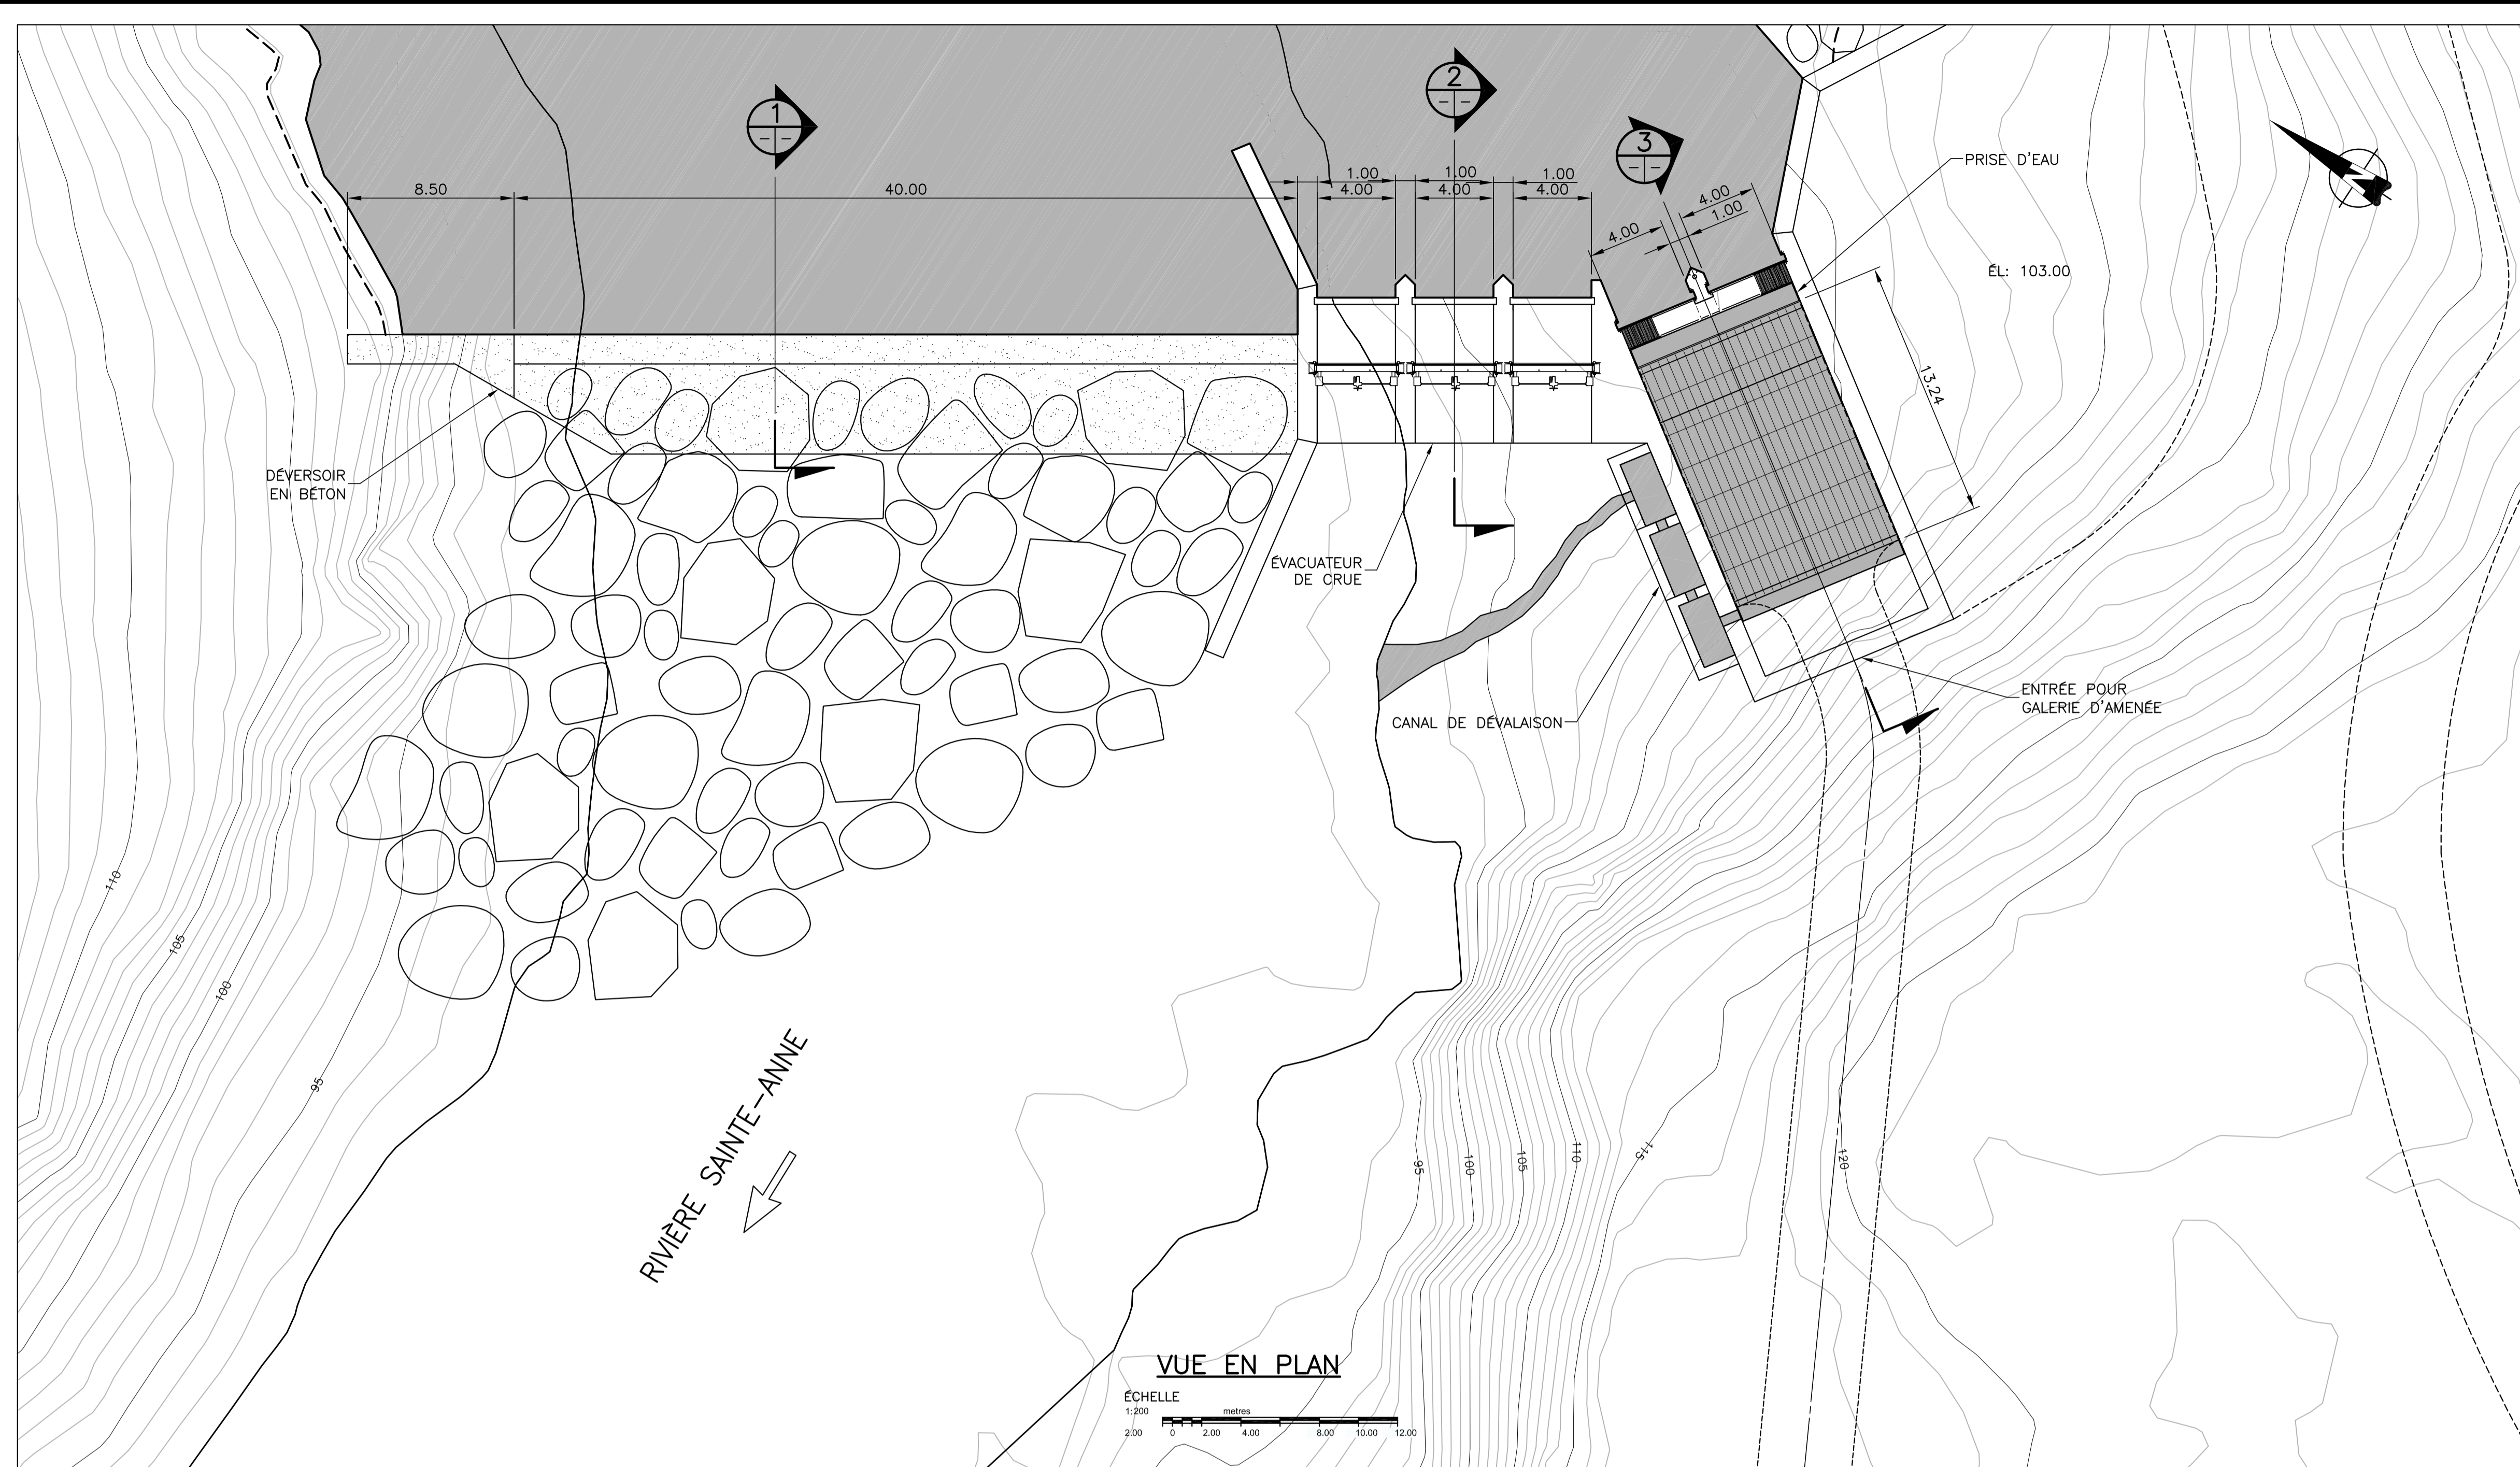 1
2
3
8.50
40.00
1.00
4.00
1.00
4.00
1.00
4.00
4.00
1.00
4.00
PRISE D'EAU
N
ÉL: 103.00
13.24
DÉVERSOIR
EN BÉTON
ÉVACUATEUR
DE CRUE
CANAL DE DÉVALAISON
ENTRÉE POUR
GALERIE D'AMENÉE
110
105
100
95
RIVIÈRE SAINTE-ANNE
95
100
105
110
115
120
VUE EN PLAN
ÉCHELLE
1:200 metres
2.00 0 2.00 4.00 8.00 10.00 12.00